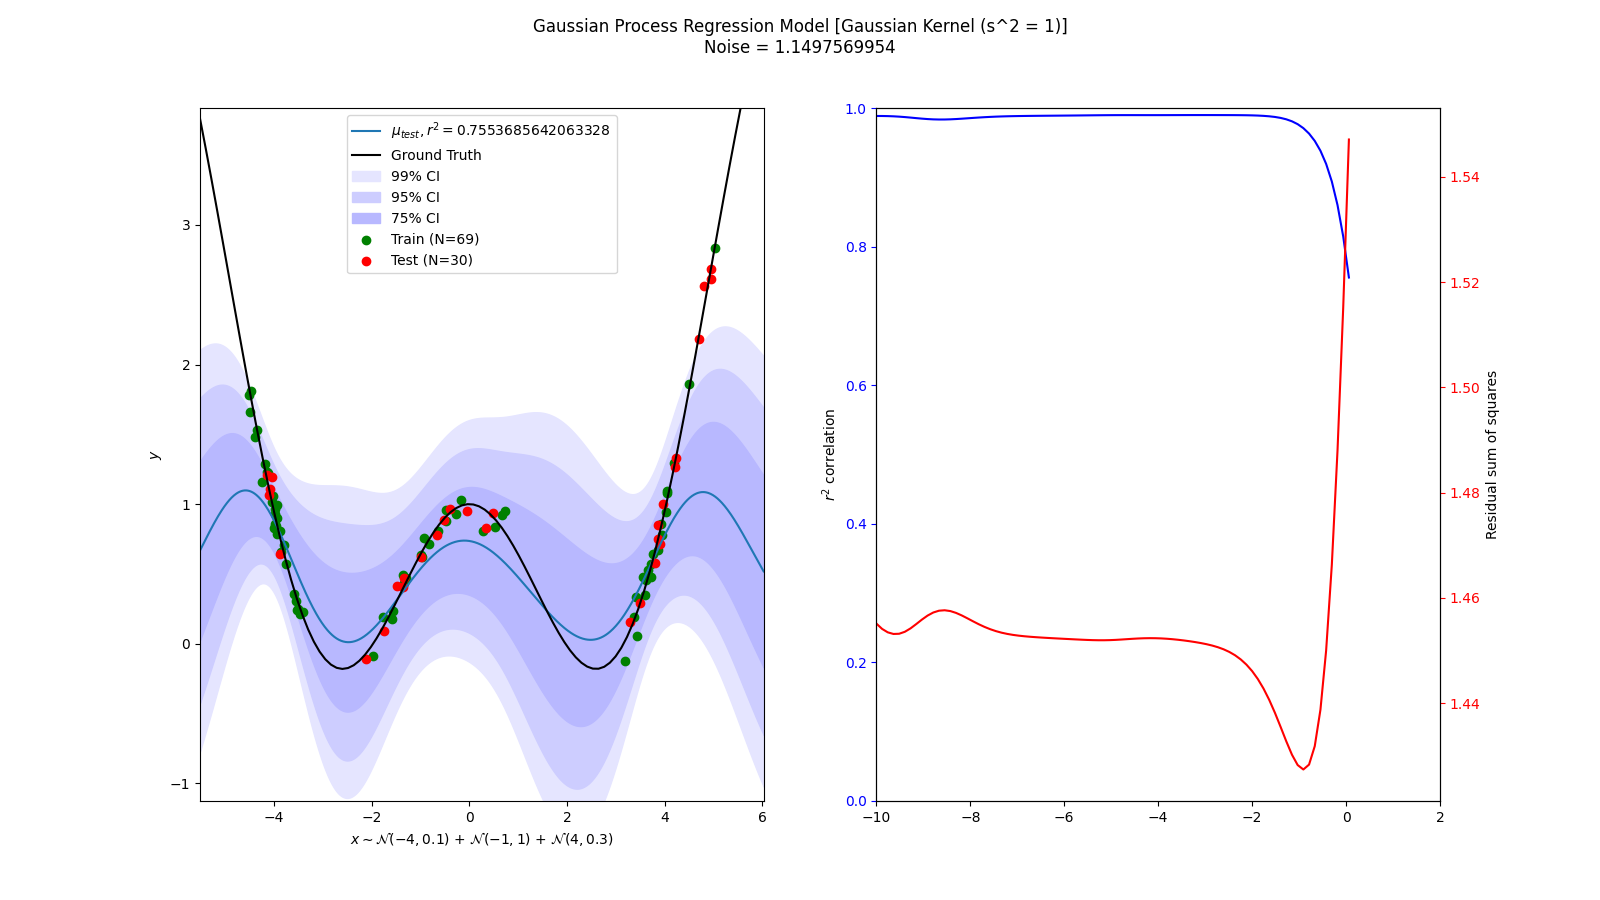 Gaussian Process Regression Model [Gaussian Kernel (s^2 = 1)]
Noise = 1.1497569954
μ_test, r² = 0.7553685642063328
Ground Truth
99% CI
95% CI
75% CI
Train (N=69)
Test (N=30)
3
2
1
0
−1
y
−4
−2
0
2
4
6
x ∼ 𝒩(−4, 0.1) + 𝒩(−1, 1) + 𝒩(4, 0.3)
1.0
0.8
0.6
0.4
0.2
0.0
r² correlation
−10
−8
−6
−4
−2
0
2
1.54
1.52
1.50
1.48
1.46
1.44
Residual sum of squares